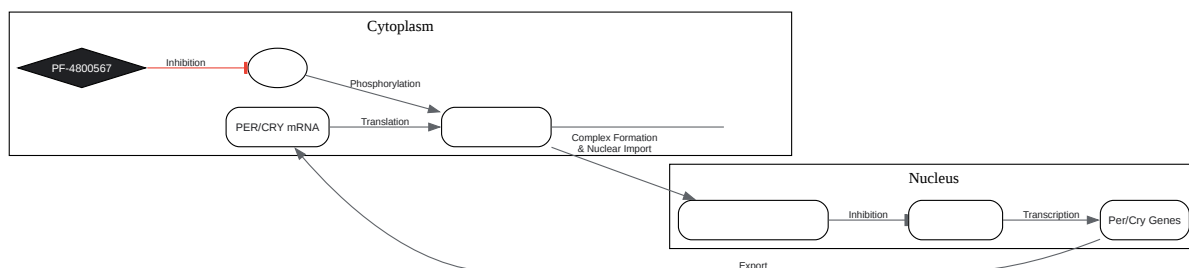 Cytoplasm
PF-4800567
Inhibition
Phosphorylation
PER/CRY mRNA
Translation
Complex Formation
& Nuclear Import
Nucleus
Inhibition
Transcription
Per/Cry Genes
Export